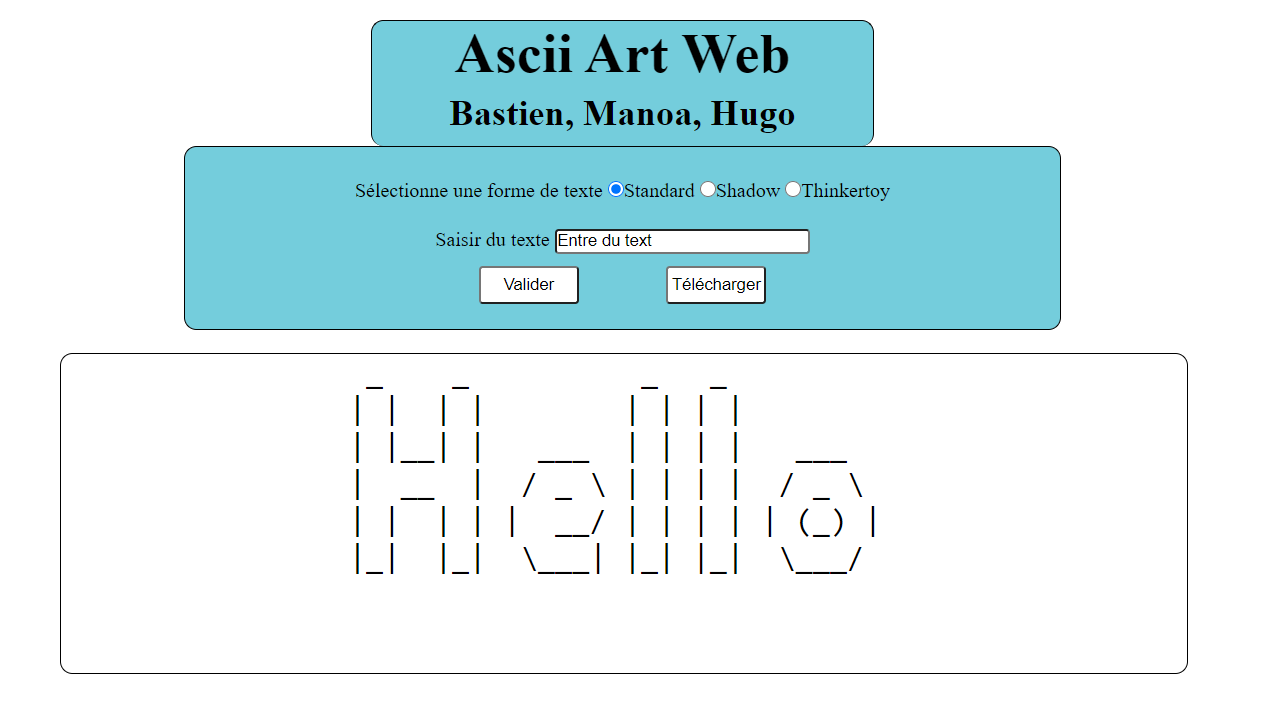 Ascii Art Web
Bastien, Manoa, Hugo
Sélectionne une forme de texte Standard Shadow Thinkertoy
Saisir du texte Entre du text
Valider Télécharger
Hello